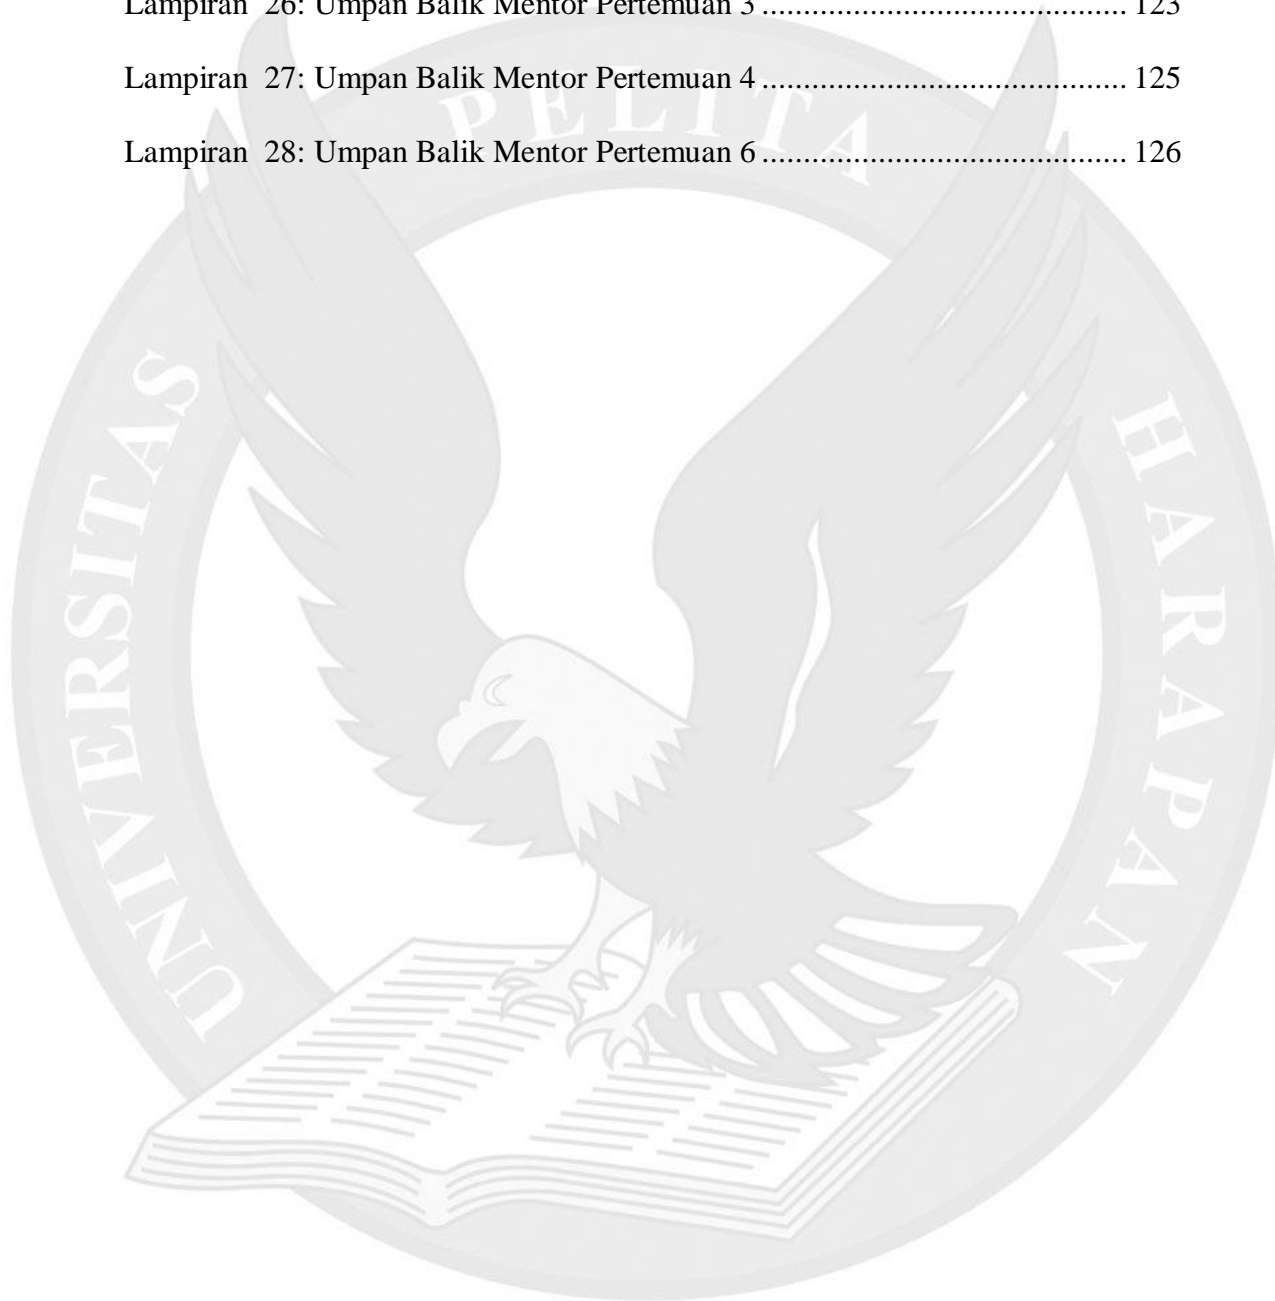 Lampiran  26: Umpan Balik Mentor Pertemuan 3 ............................................ 123
Lampiran  27: Umpan Balik Mentor Pertemuan 4 ............................................ 125
Lampiran  28: Umpan Balik Mentor Pertemuan 6 ............................................ 126
UNIVERSITAS PELITA HARAPAN